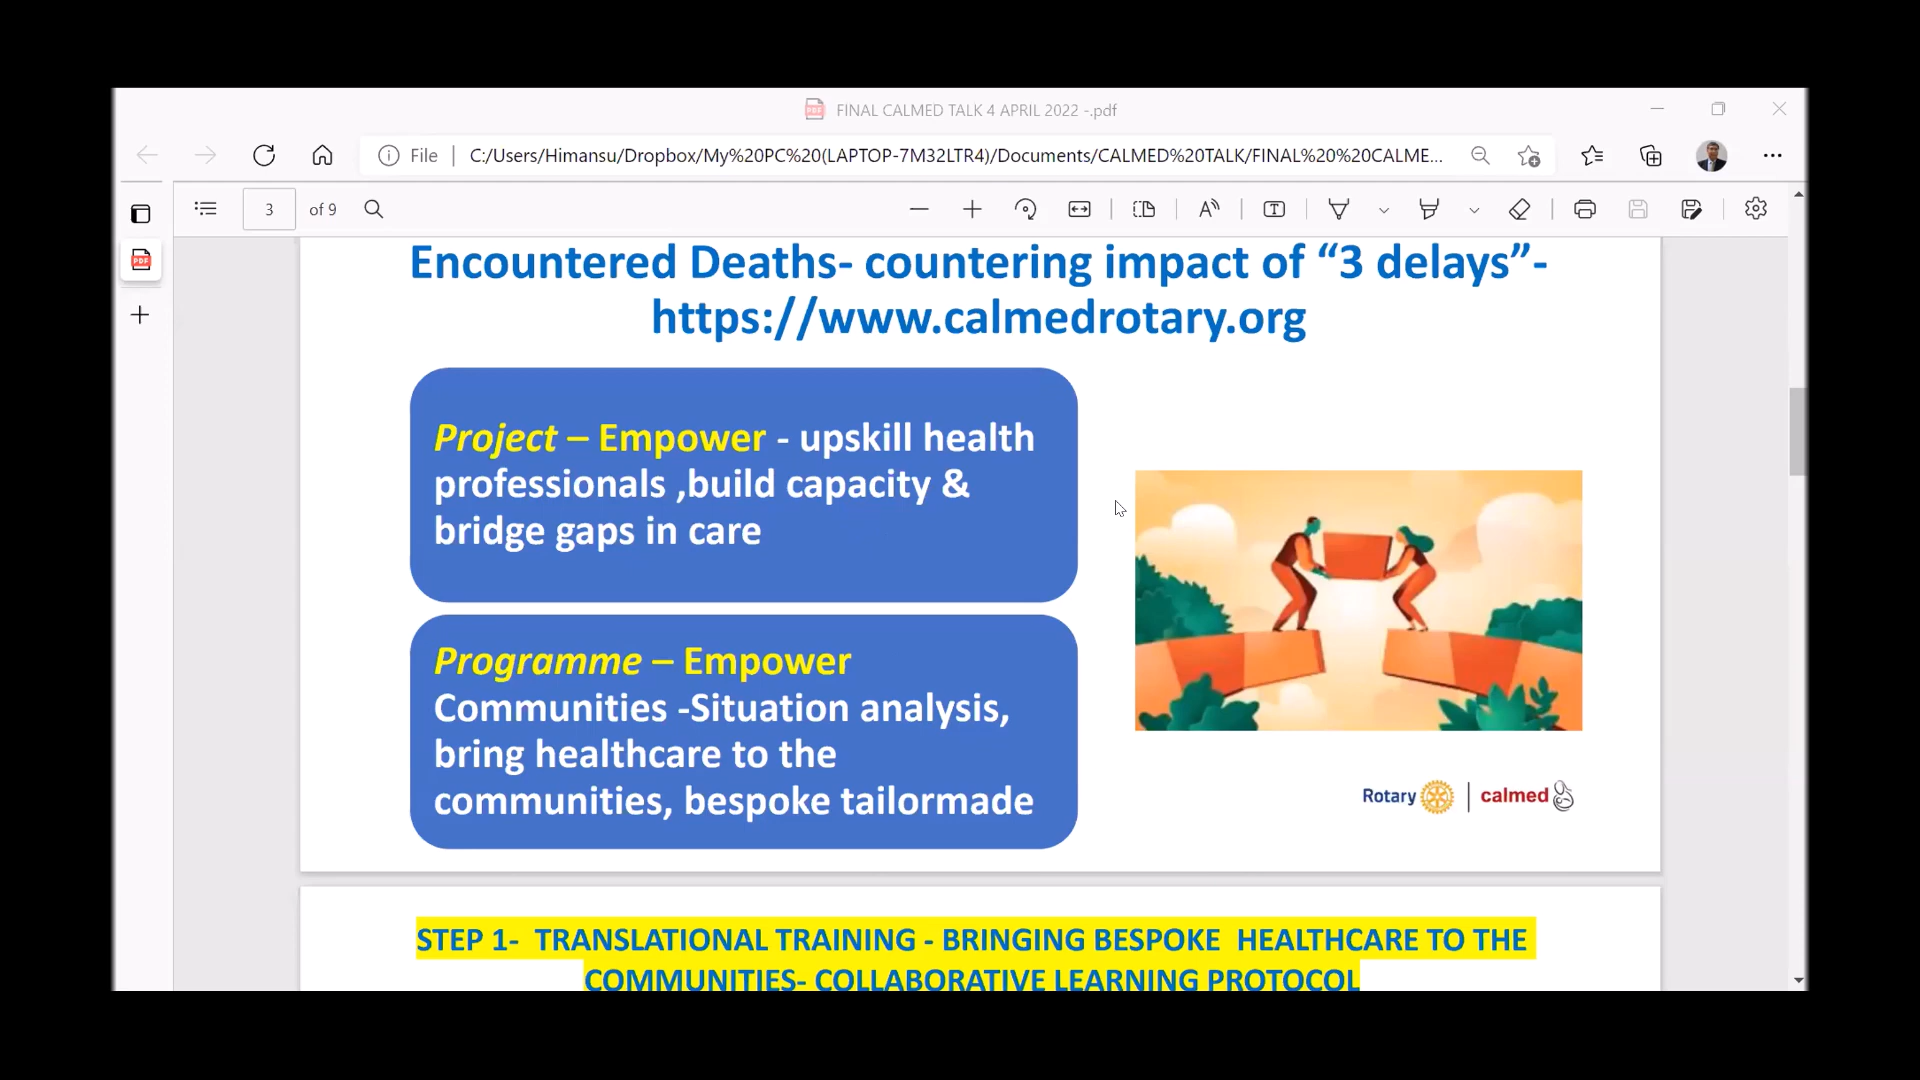 FINAL CALMED TALK 4 APRIL 2022 -.pdf
File
C:/Users/Himansu/Dropbox/My%20PC%20(LAPTOP-7M32LTR4)/Documents/CALMED%20TALK/FINAL%20%20CALME...
3 of 9
Encountered Deaths- countering impact of “3 delays”-
https://www.calmedrotary.org
Project – Empower - upskill health
professionals ,build capacity &
bridge gaps in care
Programme – Empower
Communities -Situation analysis,
bring healthcare to the
communities, bespoke tailormade
Rotary | calmed
STEP 1- TRANSLATIONAL TRAINING - BRINGING BESPOKE HEALTHCARE TO THE
COMMUNITIES- COLLABORATIVE LEARNING PROTOCOL